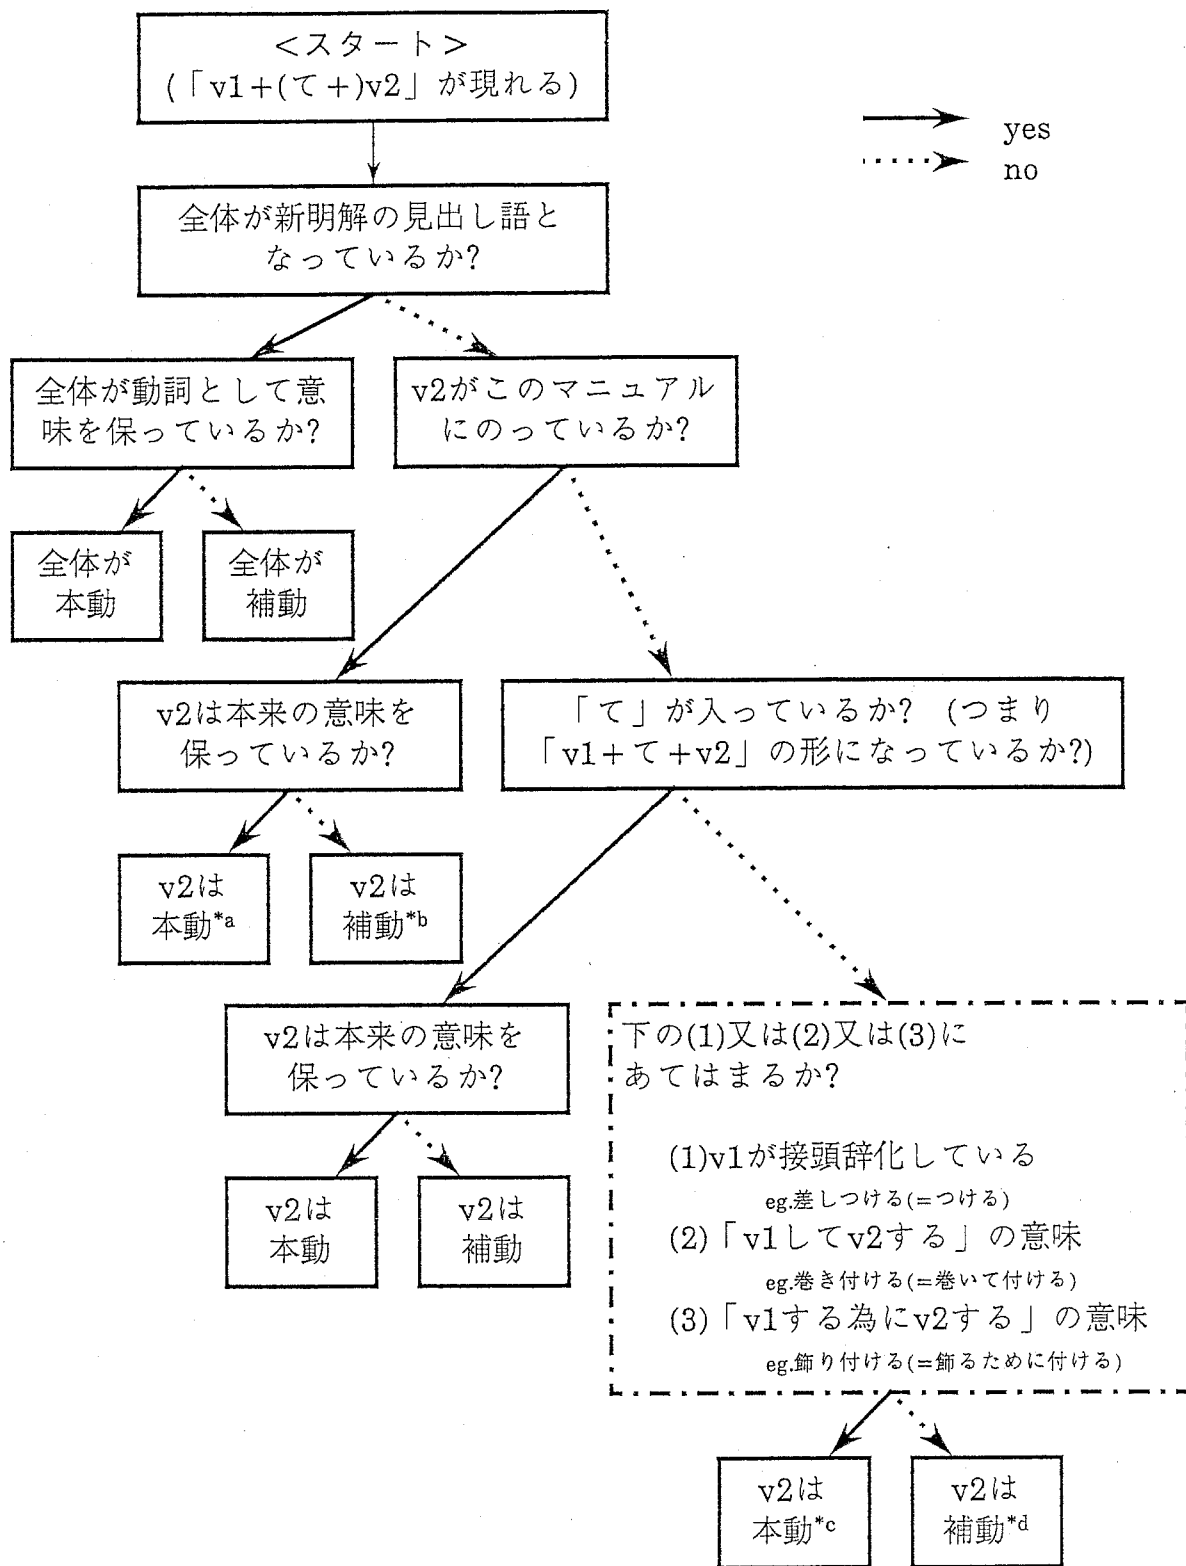 <スタート>
(「v1+(て+)v2」が現れる)
yes
no
全体が新明解の見出し語と
なっているか?
全体が動詞として意
味を保っているか?
v2がこのマニュアル
にのっているか?
全体が
本動
全体が
補動
v2は本来の意味を
保っているか?
「て」が入っているか? (つまり
「v1+て+v2」の形になっているか?)
v2は
本動*a
v2は
補動*b
v2は本来の意味を
保っているか?
下の(1)又は(2)又は(3)に
あてはまるか?
(1)v1が接頭辞化している
eg.差しつける(=つける)
(2)「v1してv2する」の意味
eg.巻き付ける(=巻いて付ける)
(3)「v1する為にv2する」の意味
eg.飾り付ける(=飾るために付ける)
v2は
本動
v2は
補動
v2は
本動*c
v2は
補動*d